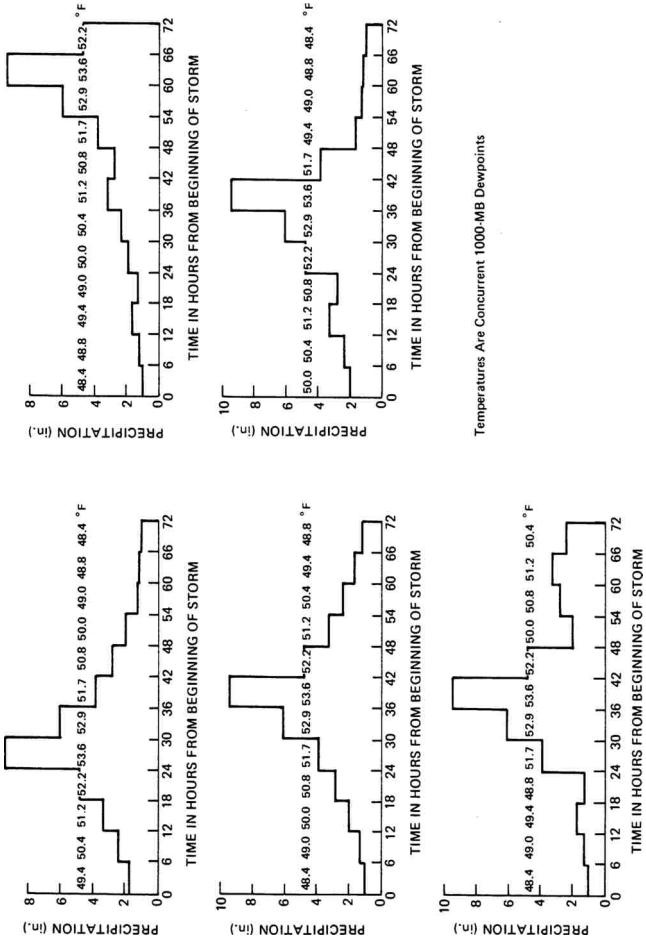 PRECIPITATION (in.)
8
6
4
2
0
49.4 50.4 51.2 52.2 53.6 52.9 51.7 50.8 50.0 49.0 48.8 48.4 °F
0 6 12 18 24 30 36 42 48 54 60 66 72
TIME IN HOURS FROM BEGINNING OF STORM
PRECIPITATION (in.)
8
6
4
2
0
48.4 48.8 49.4 49.0 50.0 50.4 51.2 50.8 51.7 52.9 53.6 52.2 °F
0 6 12 18 24 30 36 42 48 54 60 66 72
TIME IN HOURS FROM BEGINNING OF STORM
PRECIPITATION (in.)
10
8
6
4
2
0
48.4 49.0 50.0 50.8 51.7 52.9 53.6 52.2 51.2 50.4 49.4 48.8 °F
0 6 12 18 24 30 36 42 48 54 60 66 72
TIME IN HOURS FROM BEGINNING OF STORM
PRECIPITATION (in.)
10
8
6
4
2
0
50.0 50.4 51.2 50.8 52.2 52.9 53.6 51.7 49.4 49.0 48.8 48.4
0 6 12 18 24 30 36 42 48 54 60 66 72
TIME IN HOURS FROM BEGINNING OF STORM
PRECIPITATION (in.)
10
8
6
4
2
0
48.4 49.0 49.4 48.8 51.7 52.9 53.6 52.2 50.0 50.8 51.2 50.4 °F
0 6 12 18 24 30 36 42 48 54 60 66 72
TIME IN HOURS FROM BEGINNING OF STORM
Temperatures Are Concurrent 1000-MB Dewpoints